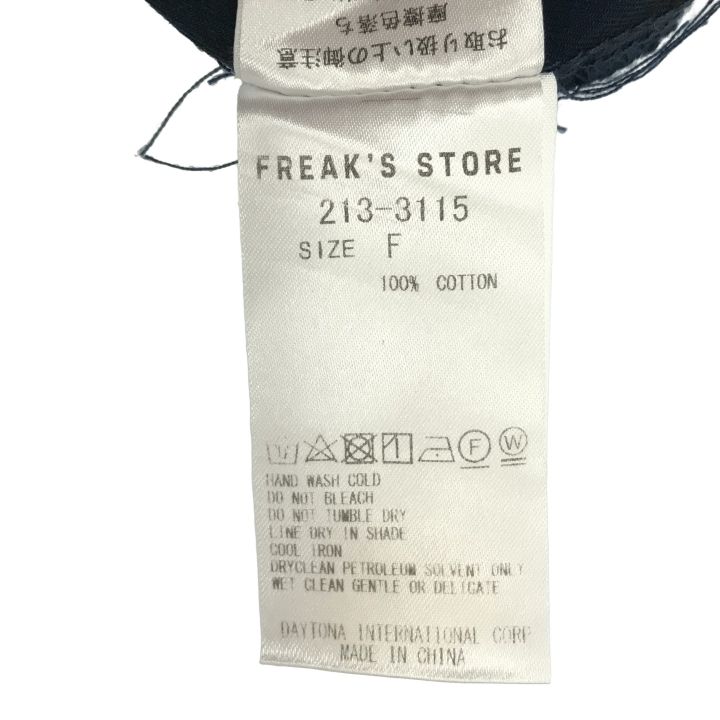 お取り扱い上の御注意
摩擦色落ち
FREAK'S STORE
213-3115
SIZE F
100% COTTON
F W
HAND WASH COLD
DO NOT BLEACH
DO NOT TUMBLE DRY
LINE DRY IN SHADE
COOL IRON
DRYCLEAN PETROLEUM SOLVENT ONLY
WET CLEAN GENTLE OR DELICATE
DAYTONA INTERNATIONAL CORP
MADE IN CHINA